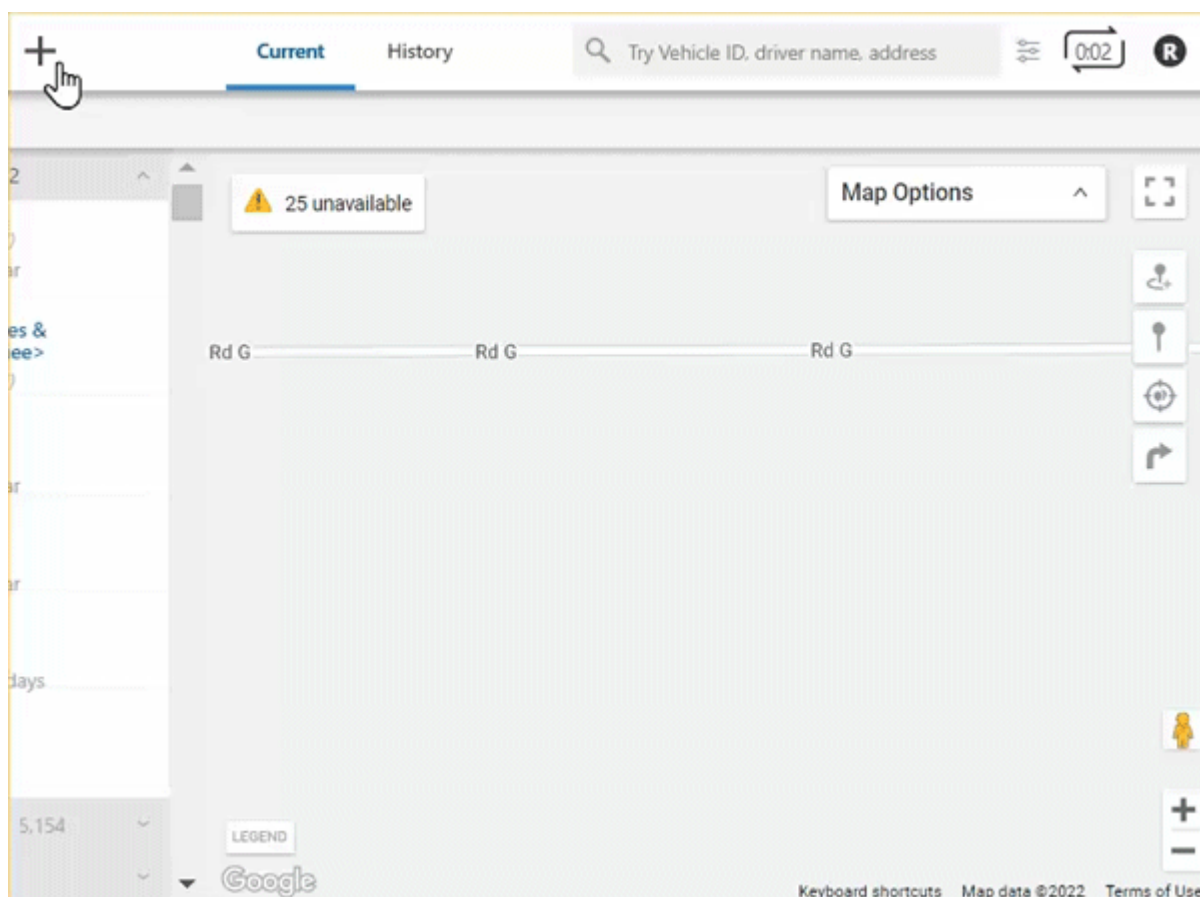 Current History Try Vehicle ID, driver name, address 0:02 R
2
25 unavailable
Map Options
ar
es &
ee>
Rd G Rd G Rd G
ar
ar
days
5,154
LEGEND
Google
Keyboard shortcuts Map data ©2022 Terms of Use